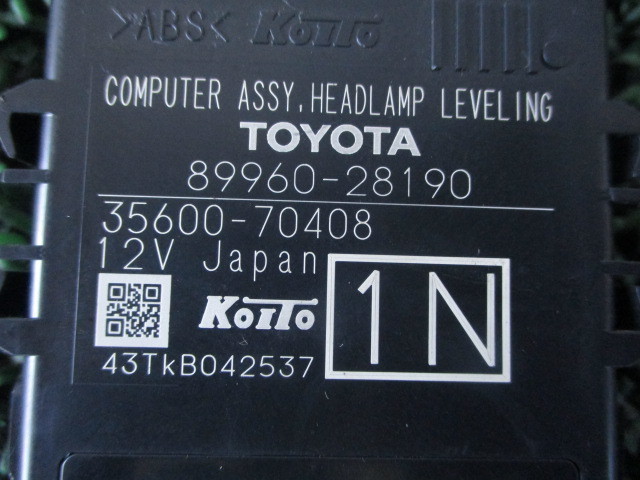 >ABS< KOITO
COMPUTER ASSY, HEADLAMP LEVELING
TOYOTA
89960-28190
35600-70408
12V Japan
1N
KOITO
43TkB042537